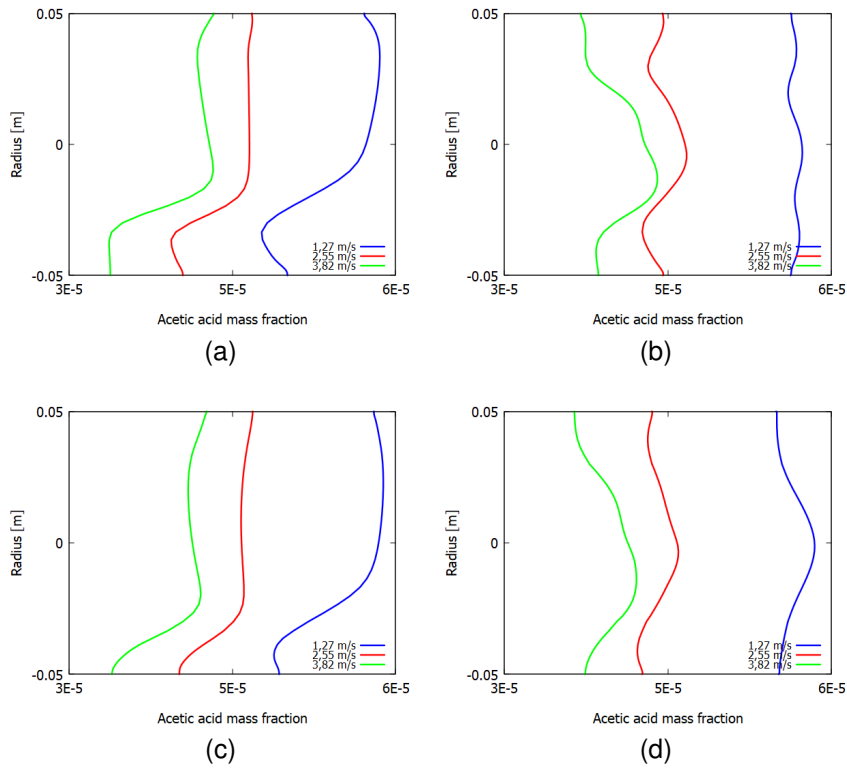 0.05
0.05
Radius [m]
0
Radius [m]
0
1,27 m/s
2,55 m/s
3,82 m/s
1,27 m/s
2,55 m/s
3,82 m/s
-0.05
-0.05
3E-5
5E-5
6E-5
3E-5
5E-5
6E-5
Acetic acid mass fraction
Acetic acid mass fraction
(a)
(b)
0.05
0.05
Radius [m]
0
Radius [m]
0
1,27 m/s
2,55 m/s
3,82 m/s
1,27 m/s
2,55 m/s
3,82 m/s
-0.05
-0.05
3E-5
5E-5
6E-5
3E-5
5E-5
6E-5
Acetic acid mass fraction
Acetic acid mass fraction
(c)
(d)